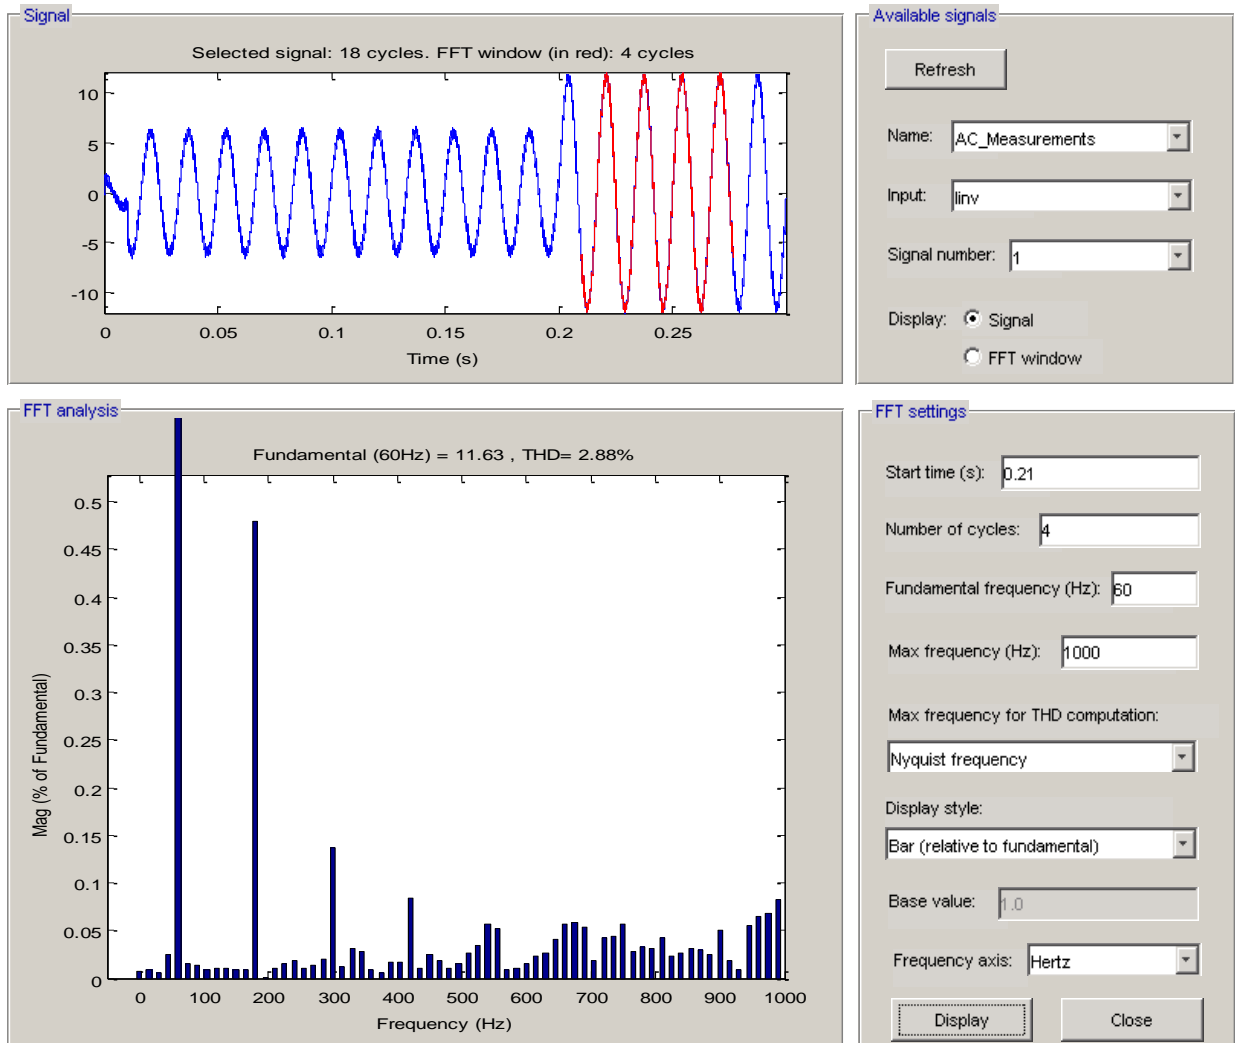 Signal
Selected signal: 18 cycles. FFT window (in red): 4 cycles
10
5
0
-5
-10
0
0.05
0.1
0.15
0.2
0.25
Time (s)
Available signals
Refresh
Name: AC_Measurements
Input: Iinv
Signal number: 1
Display: Signal
FFT window
FFT analysis
Fundamental (60Hz) = 11.63 , THD= 2.88%
Mag (% of Fundamental)
0.5
0.45
0.4
0.35
0.3
0.25
0.2
0.15
0.1
0.05
0
0
100
200
300
400
500
600
700
800
900
1000
Frequency (Hz)
FFT settings
Start time (s): 0.21
Number of cycles: 4
Fundamental frequency (Hz): 60
Max frequency (Hz): 1000
Max frequency for THD computation:
Nyquist frequency
Display style:
Bar (relative to fundamental)
Base value: 1.0
Frequency axis: Hertz
Display
Close